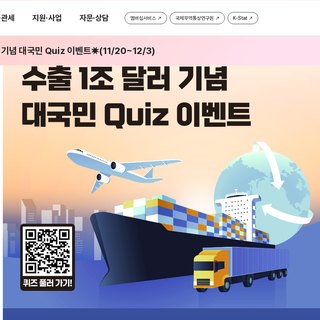 관세 지원·사업 자문·상담 멤버십서비스 ↗ 국제무역통상연구원 ↗ K-Stat ↗
기념 대국민 Quiz 이벤트✷(11/20~12/3)
수출 1조 달러 기념
대국민 Quiz 이벤트
퀴즈 풀러 가기!